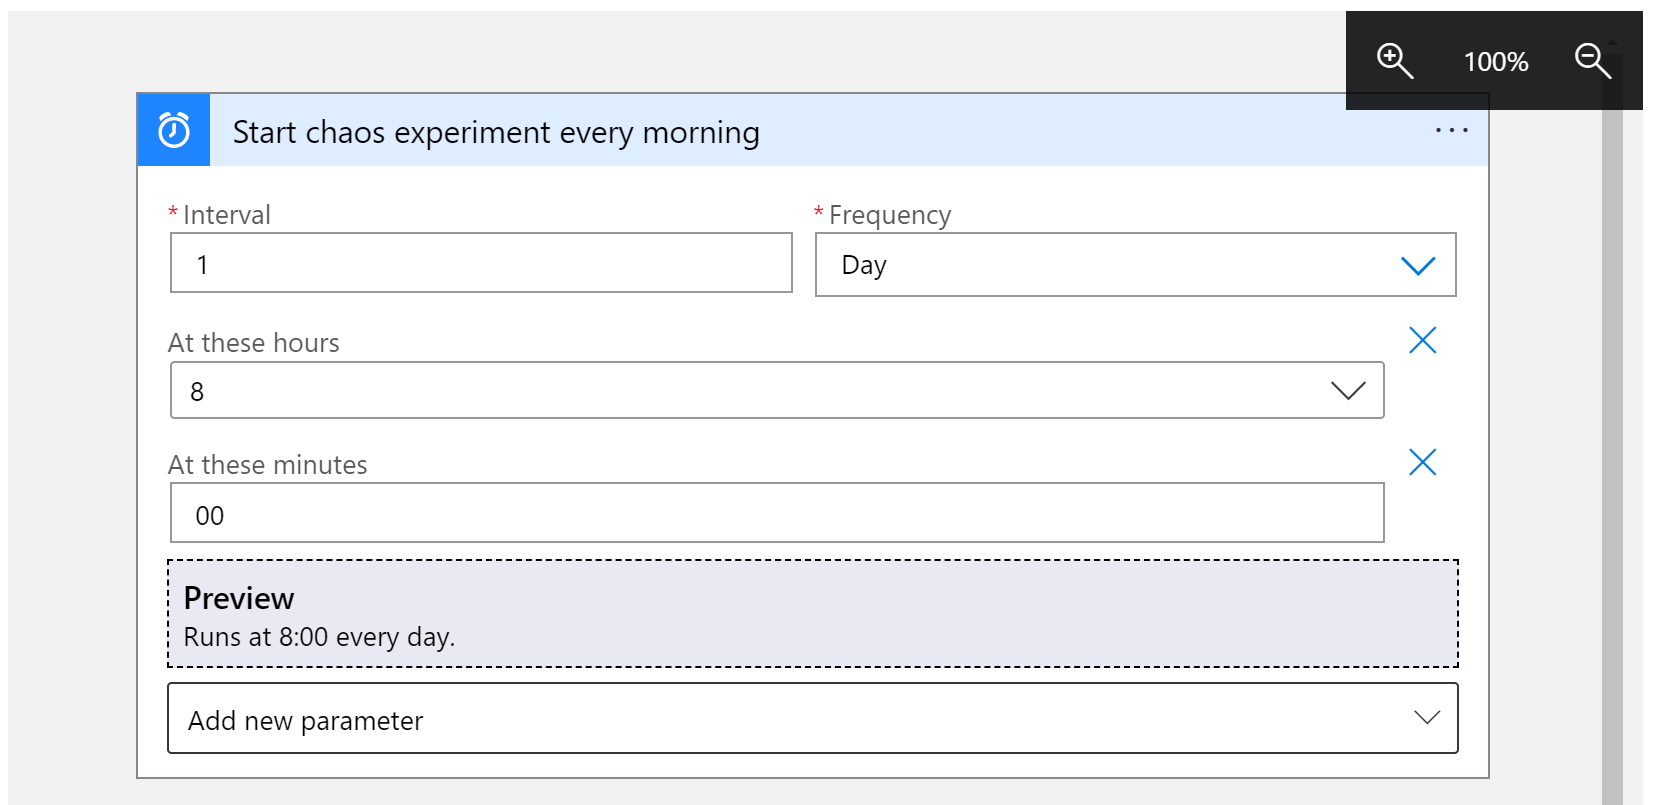 100%
Start chaos experiment every morning
...
* Interval
* Frequency
1
Day
At these hours
8
At these minutes
00
Preview
Runs at 8:00 every day.
Add new parameter